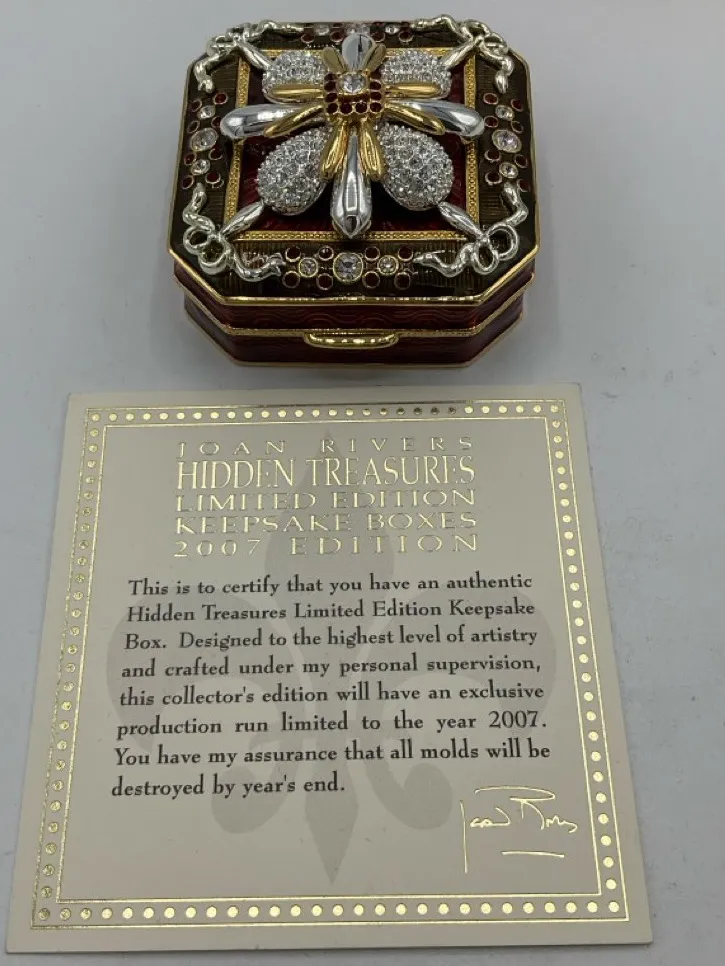 JOAN RIVERS
HIDDEN TREASURES
LIMITED EDITION
KEEPSAKE BOXES
2007 EDITION
This is to certify that you have an authentic
Hidden Treasures Limited Edition Keepsake
Box. Designed to the highest level of artistry
and crafted under my personal supervision,
this collector's edition will have an exclusive
production run limited to the year 2007.
You have my assurance that all molds will be
destroyed by year's end.
Joan Rivers